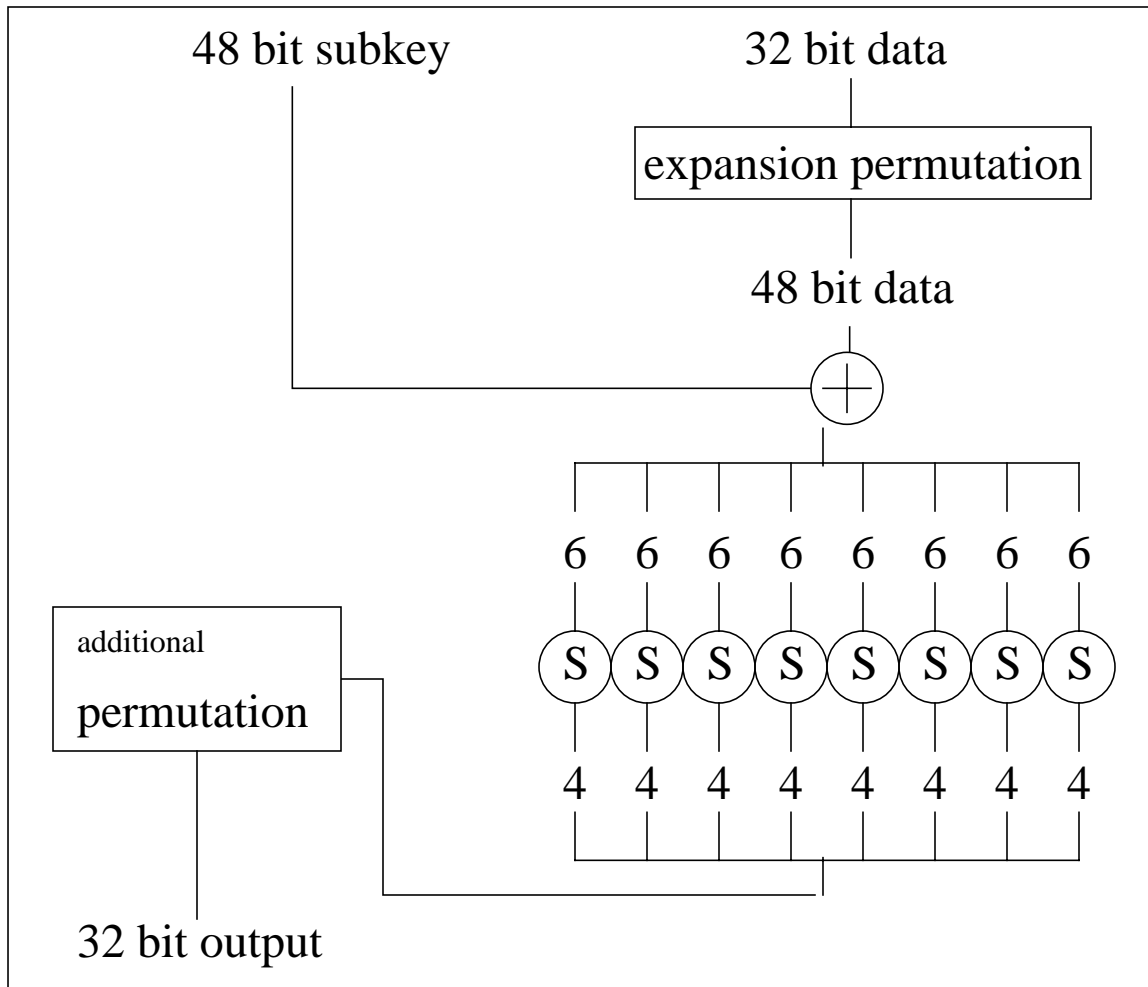 48 bit subkey
32 bit data
expansion permutation
48 bit data
6 6 6 6 6 6 6 6
S S S S S S S S
additional
permutation
4 4 4 4 4 4 4 4
32 bit output